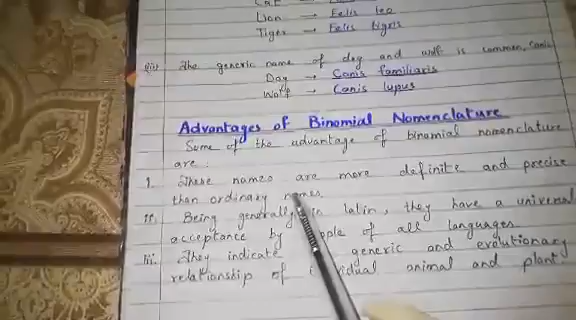 Lion → Felis leo
Tiger → Felis tigris
The generic name of dog and wolf is common, Canis
Dog → Canis familiaris
Wolf → Canis lupus
Advantages of Binomial Nomenclature
Some of the advantage of binomial nomenclature
are :
I. These names are more definite and precise
than ordinary names.
II. Being generally in latin, they have a universal
acceptance by of all languages.
III. They indicate generic and evolutionary
relationship of animal and plant